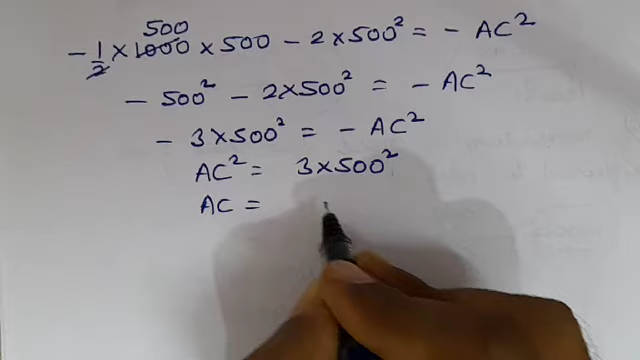 500
- 1/2 × 1000 × 500 - 2 × 500² = - AC²
- 500² - 2×500² = - AC²
- 3×500² = - AC²
AC² = 3×500²
AC =